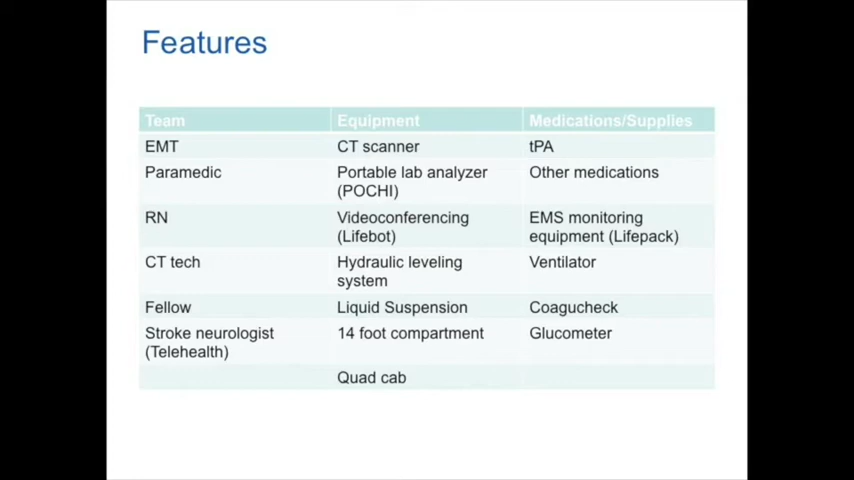 Features
Team Equipment Medications/Supplies
EMT CT scanner tPA
Paramedic Portable lab analyzer (POCHI) Other medications
RN Videoconferencing (Lifebot) EMS monitoring equipment (Lifepack)
CT tech Hydraulic leveling system Ventilator
Fellow Liquid Suspension Coagucheck
Stroke neurologist (Telehealth) 14 foot compartment Glucometer
Quad cab